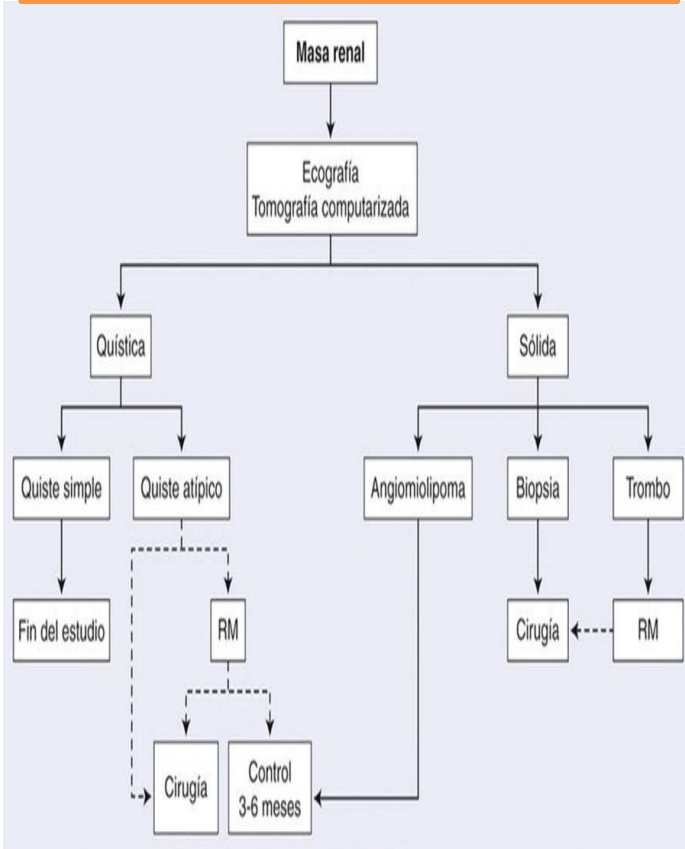 Masa renal
Ecografía
Tomografía computarizada
Quística
Sólida
Quiste simple
Quiste atípico
Angiomiolipoma
Biopsia
Trombo
Fin del estudio
RM
Cirugía
RM
Cirugía
Control
3-6 meses